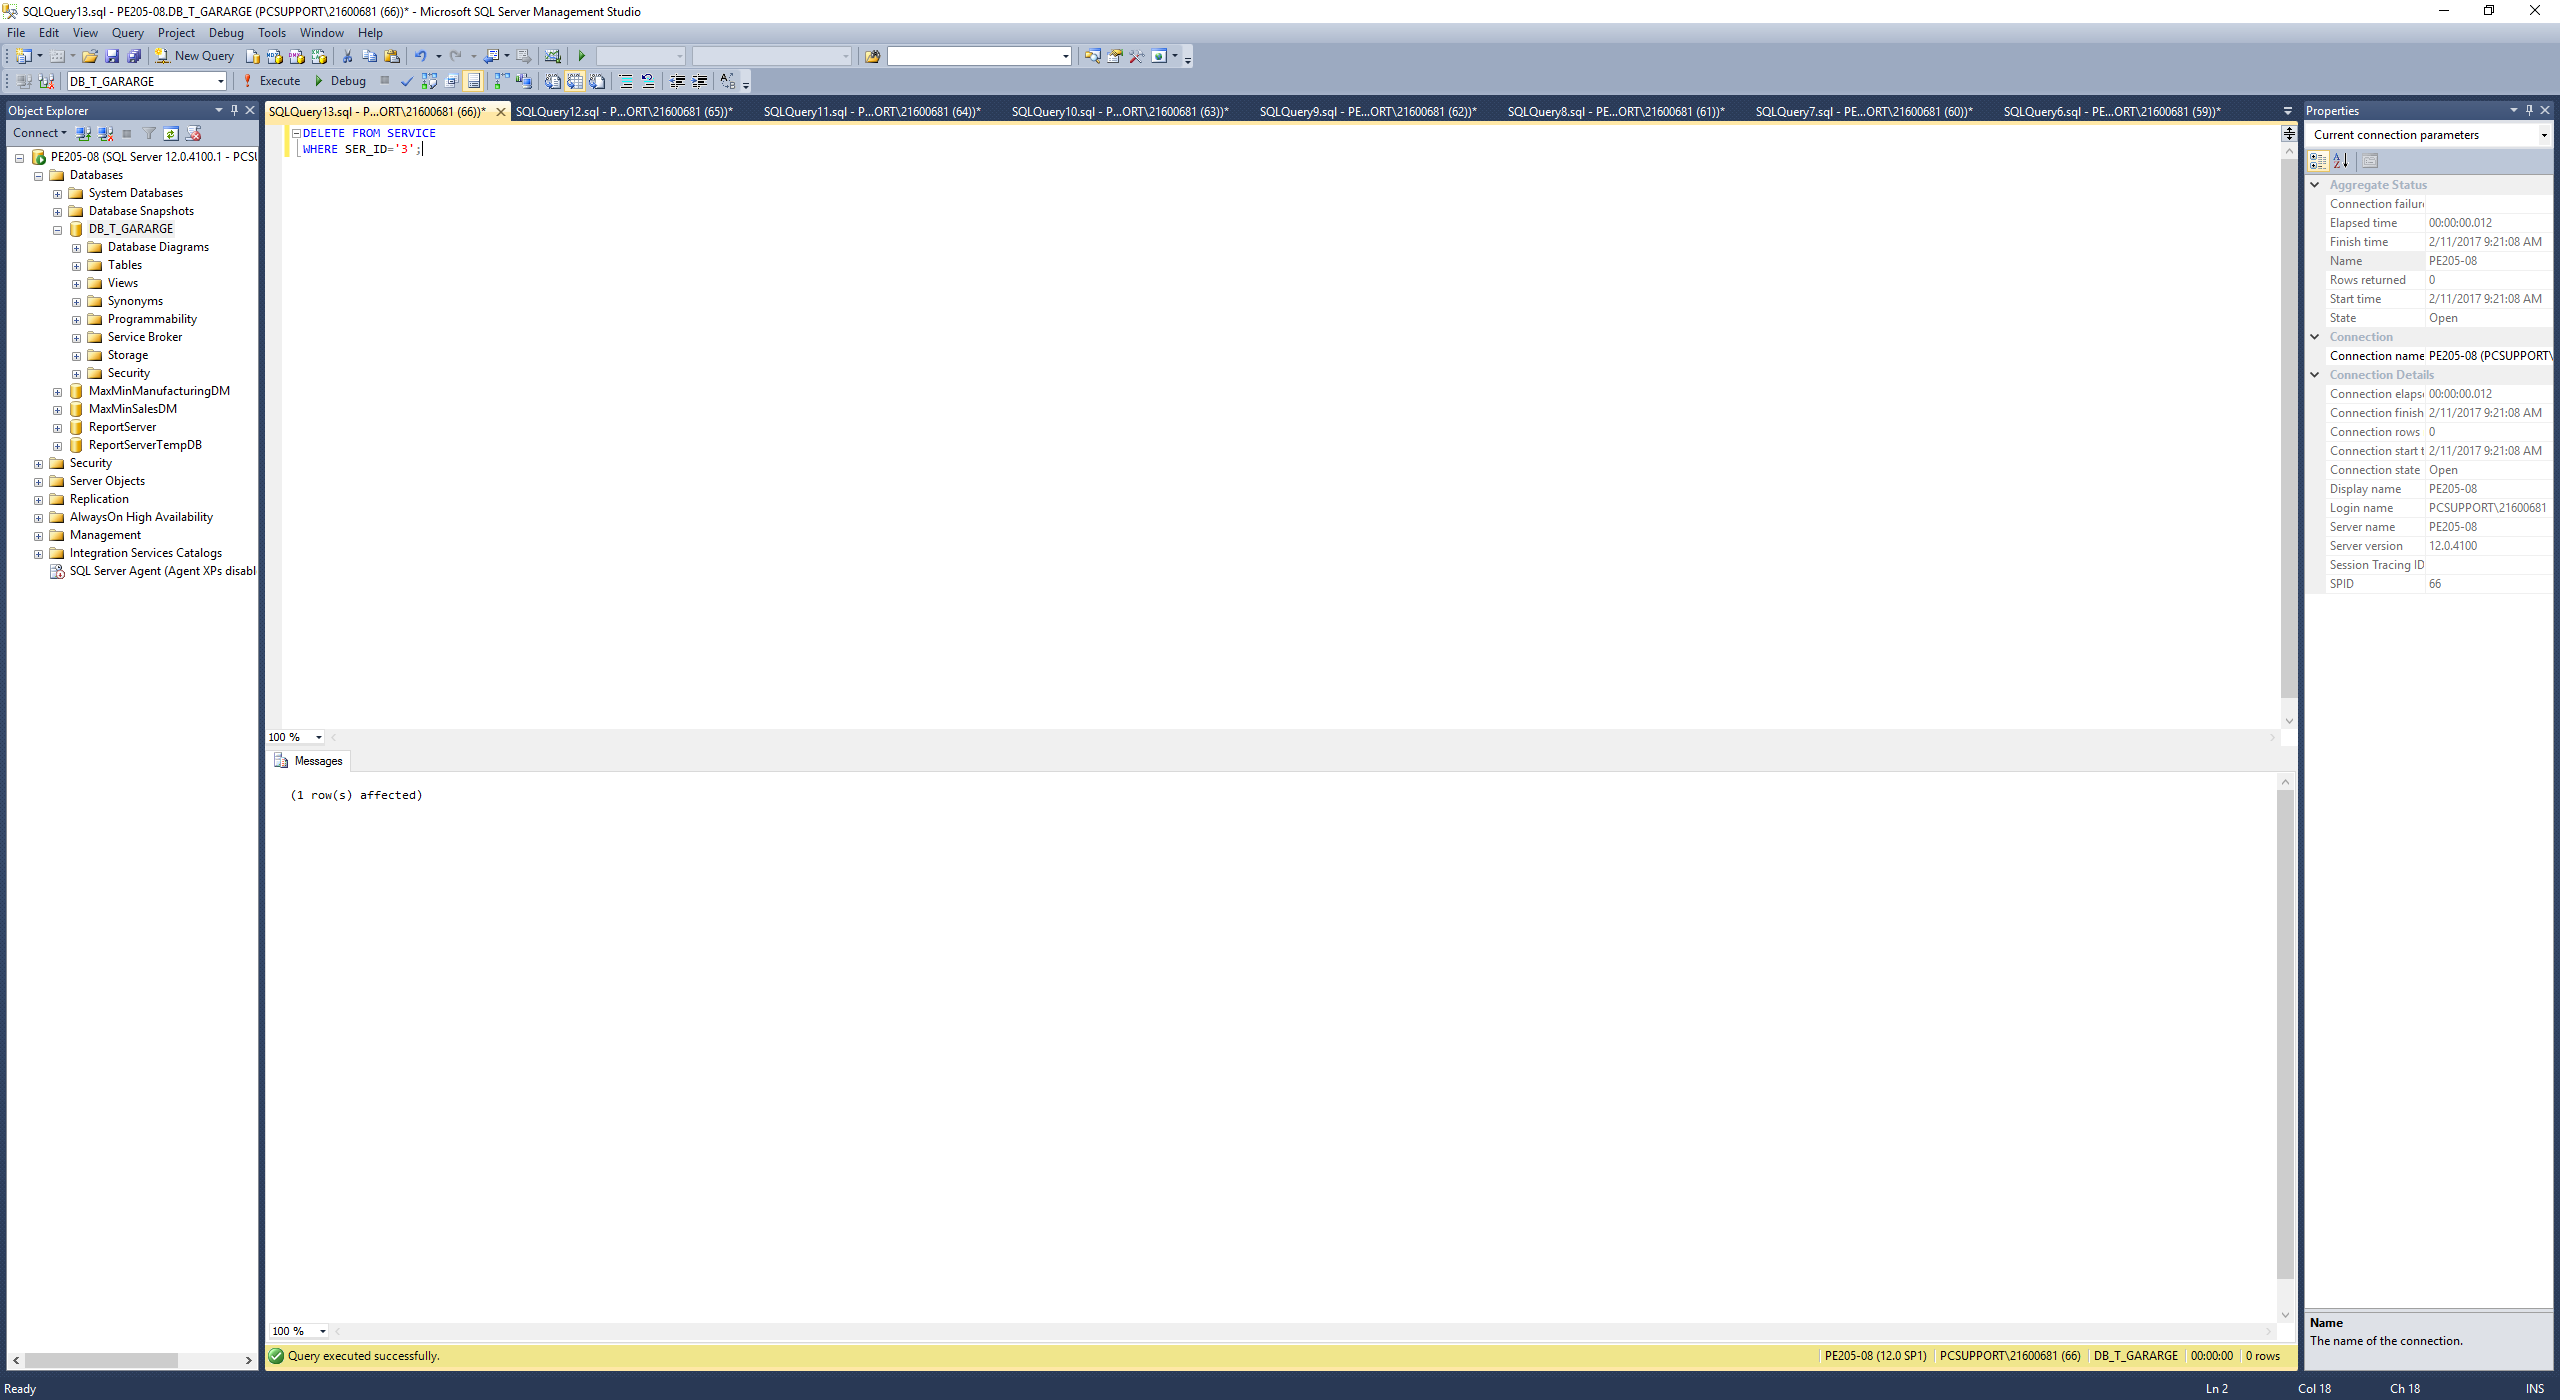 SQLQuery13.sql - PE205-08.DB_T_GARARGE (PCSUPPORT\21600681 (66))* - Microsoft SQL Server Management Studio
File Edit View Query Project Debug Tools Window Help
New Query
DB_T_GARARGE Execute Debug
Object Explorer
Connect
PE205-08 (SQL Server 12.0.4100.1 - PCSU
Databases
System Databases
Database Snapshots
DB_T_GARARGE
Database Diagrams
Tables
Views
Synonyms
Programmability
Service Broker
Storage
Security
MaxMinManufacturingDM
MaxMinSalesDM
ReportServer
ReportServerTempDB
Security
Server Objects
Replication
AlwaysOn High Availability
Management
Integration Services Catalogs
SQL Server Agent (Agent XPs disabl
SQLQuery13.sql - P...ORT\21600681 (66))* SQLQuery12.sql - P...ORT\21600681 (65))* SQLQuery11.sql - P...ORT\21600681 (64))* SQLQuery10.sql - P...ORT\21600681 (63))* SQLQuery9.sql - PE...ORT\21600681 (62))* SQLQuery8.sql - PE...ORT\21600681 (61))* SQLQuery7.sql - PE...ORT\21600681 (60))* SQLQuery6.sql - PE...ORT\21600681 (59))*
DELETE FROM SERVICE
WHERE SER_ID='3';
100 %
Messages
(1 row(s) affected)
100 %
Query executed successfully. PE205-08 (12.0 SP1) PCSUPPORT\21600681 (66) DB_T_GARARGE 00:00:00 0 rows
Properties
Current connection parameters
Aggregate Status
Connection failure
Elapsed time 00:00:00.012
Finish time 2/11/2017 9:21:08 AM
Name PE205-08
Rows returned 0
Start time 2/11/2017 9:21:08 AM
State Open
Connection
Connection name PE205-08 (PCSUPPORT\
Connection Details
Connection elapse 00:00:00.012
Connection finish 2/11/2017 9:21:08 AM
Connection rows 0
Connection start t 2/11/2017 9:21:08 AM
Connection state Open
Display name PE205-08
Login name PCSUPPORT\21600681
Server name PE205-08
Server version 12.0.4100
Session Tracing ID
SPID 66
Name
The name of the connection.
Ready Ln 2 Col 18 Ch 18 INS